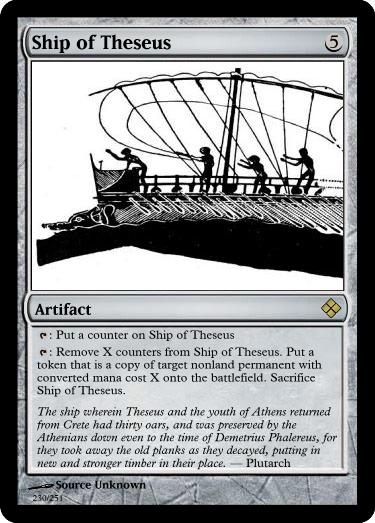 Ship of Theseus 5
Artifact
: Put a counter on Ship of Theseus
: Remove X counters from Ship of Theseus. Put a
token that is a copy of target nonland permanent with
converted mana cost X onto the battlefield. Sacrifice
Ship of Theseus.
The ship wherein Theseus and the youth of Athens returned
from Crete had thirty oars, and was preserved by the
Athenians down even to the time of Demetrius Phalereus, for
they took away the old planks as they decayed, putting in
new and stronger timber in their place. — Plutarch
Source Unknown
230/251